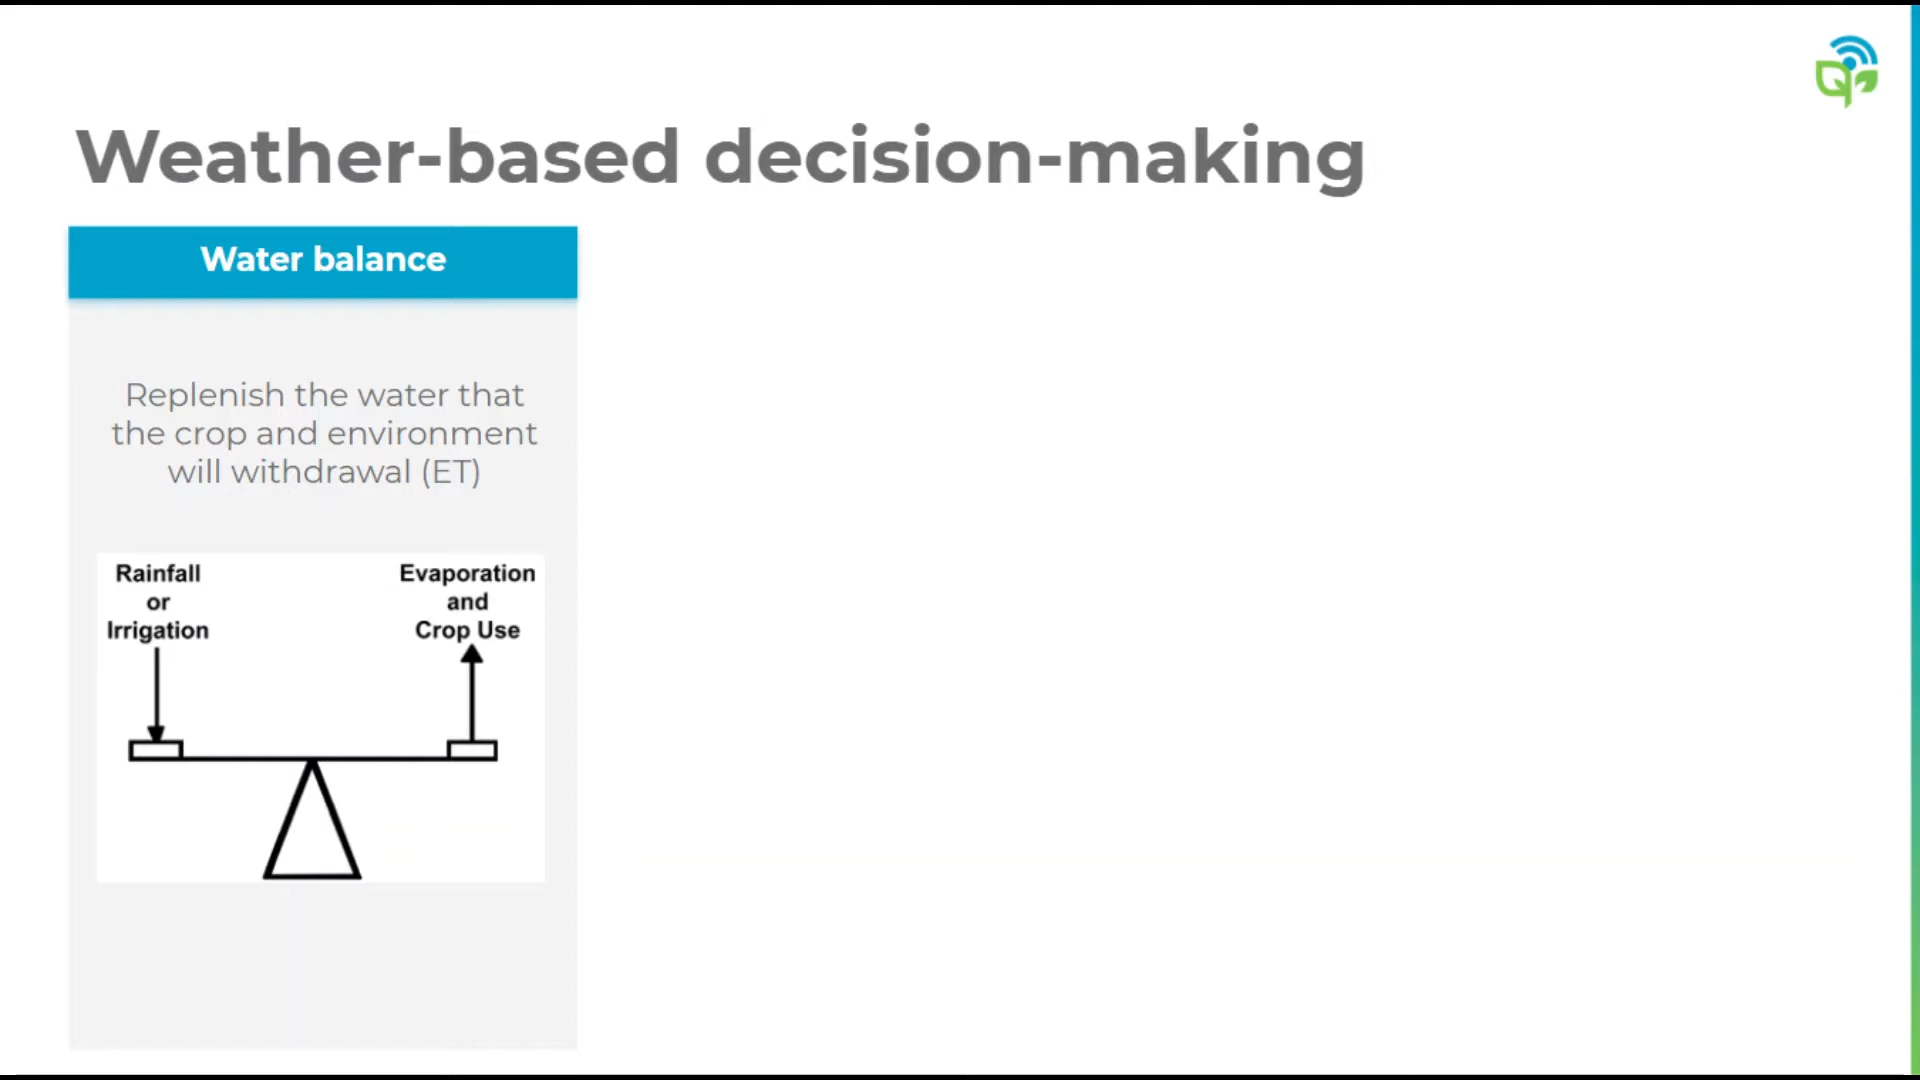 Weather-based decision-making
Water balance
Replenish the water that
the crop and environment
will withdrawal (ET)
Rainfall
or
Irrigation
Evaporation
and
Crop Use